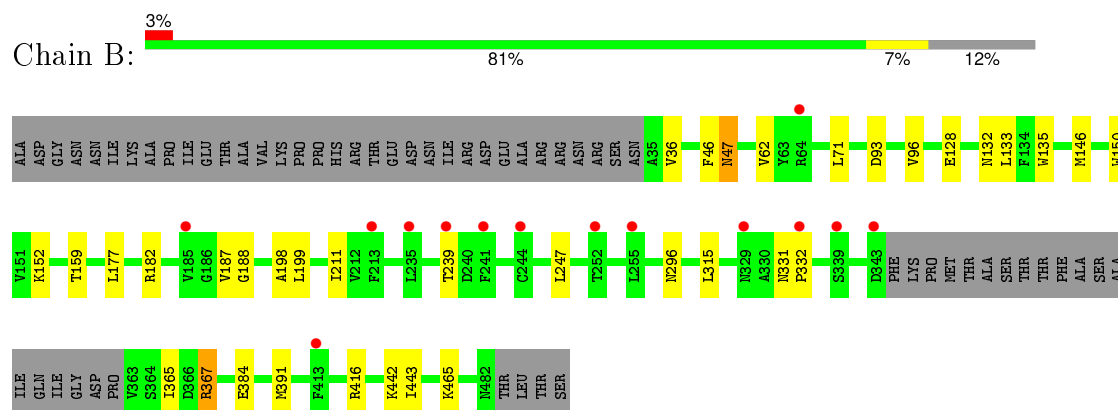 3%
Chain B:
81% 7% 12%
ALA ASP GLY ASN ASN ILE LYS ALA PRO ILE GLU THR ALA VAL LYS PRO PRO HIS ARG THR GLU ASP ASN ILE ARG ASP GLU ALA ARG ARG ASN ARG SER ASN A35 V36 F46 N47 V62 Y63 R64 L71 D93 V96 E128 N132 L133 F134 W135 M146 W150
V151 K152 T159 L177 R182 V185 G186 V187 G188 A198 L199 I211 V212 F213 L235 T239 D240 F241 C244 L247 T252 L255 N296 L315 N329 A330 N331 P332 S339 D343 PHE LYS PRO MET THR ALA SER THR THR PHE ALA SER ALA
ILE GLN ILE GLY ASP PRO V363 S364 I365 D366 R367 E384 M391 F413 R416 K442 I443 K465 N482 THR LEU THR SER